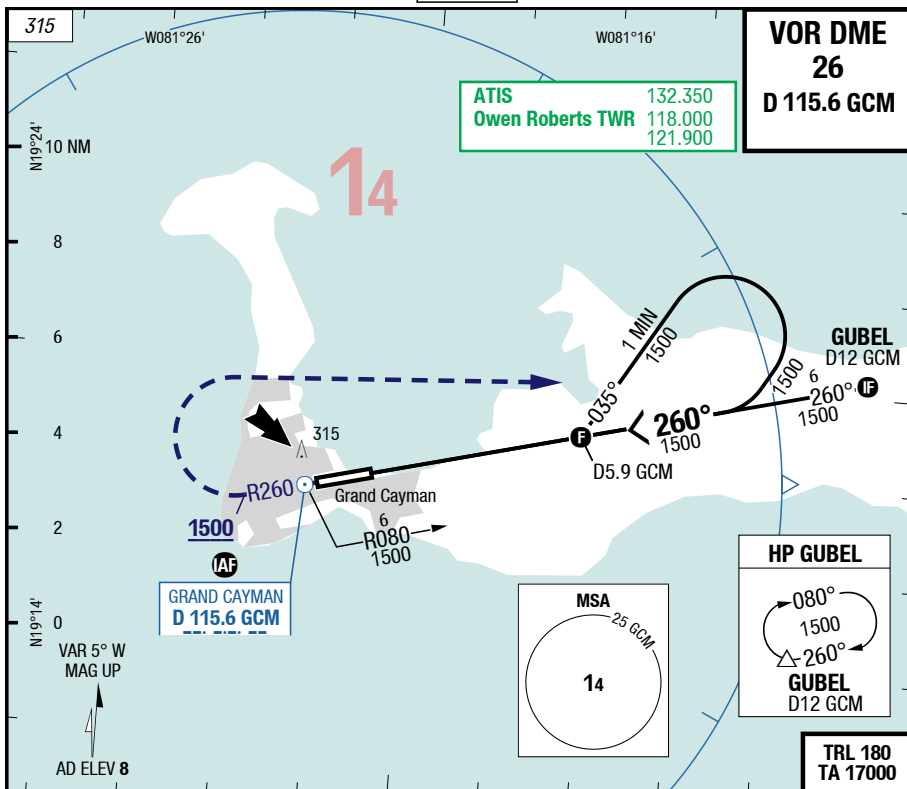 315
W081°26'
W081°16'
VOR DME
26
D 115.6 GCM
ATIS 132.350
Owen Roberts TWR 118.000
121.900
N19°24'
10 NM
14
8
6
4
2
0
N19°14'
1 MIN
1500
GUBEL
D12 GCM
IF
1500
6
260°
1500
035°
260°
1500
F
D5.9 GCM
315
R260
Grand Cayman
1500
6
R080
1500
IAF
GRAND CAYMAN
D 115.6 GCM
MSA
25 GCM
14
HP GUBEL
080°
1500
260°
GUBEL
D12 GCM
VAR 5° W
MAG UP
AD ELEV 8
TRL 180
TA 17000